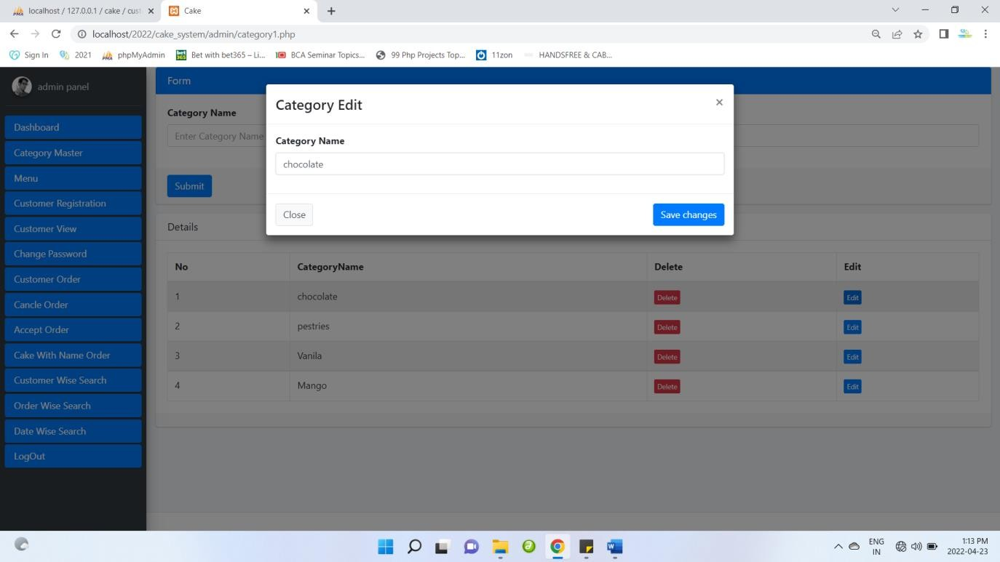 localhost / 127.0.0.1 / cake / cust
Cake
localhost/2022/cake_system/admin/category1.php
Sign In
2021
phpMyAdmin
Bet with bet365 – Li...
BCA Seminar Topics...
99 Php Projects Top...
11zon
HANDSFREE & CAB...
admin panel
Dashboard
Category Master
Menu
Customer Registration
Customer View
Change Password
Customer Order
Cancle Order
Accept Order
Cake With Name Order
Customer Wise Search
Order Wise Search
Date Wise Search
LogOut
Form
Category Name
Enter Category Name
Submit
Category Edit
Category Name
chocolate
Close
Save changes
Details
No CategoryName Delete Edit
1 chocolate Delete Edit
2 pestries Delete Edit
3 Vanila Delete Edit
4 Mango Delete Edit
ENG
IN
1:13 PM
2022-04-23